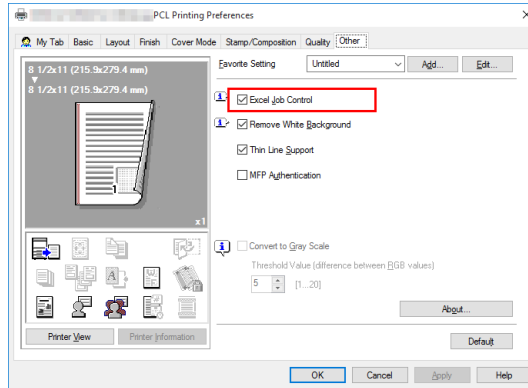 PCL Printing Preferences
My Tab Basic Layout Finish Cover Mode Stamp/Composition Quality Other
8 1/2x11 (215.9x279.4 mm)
8 1/2x11 (215.9x279.4 mm)
1
x1
Printer View Printer Information
Favorite Setting Untitled Add... Edit...
Excel Job Control
Remove White Background
Thin Line Support
MFP Authentication
Convert to Gray Scale
Threshold Value (difference between RGB values)
5 [1...20]
About...
Default
OK Cancel Apply Help